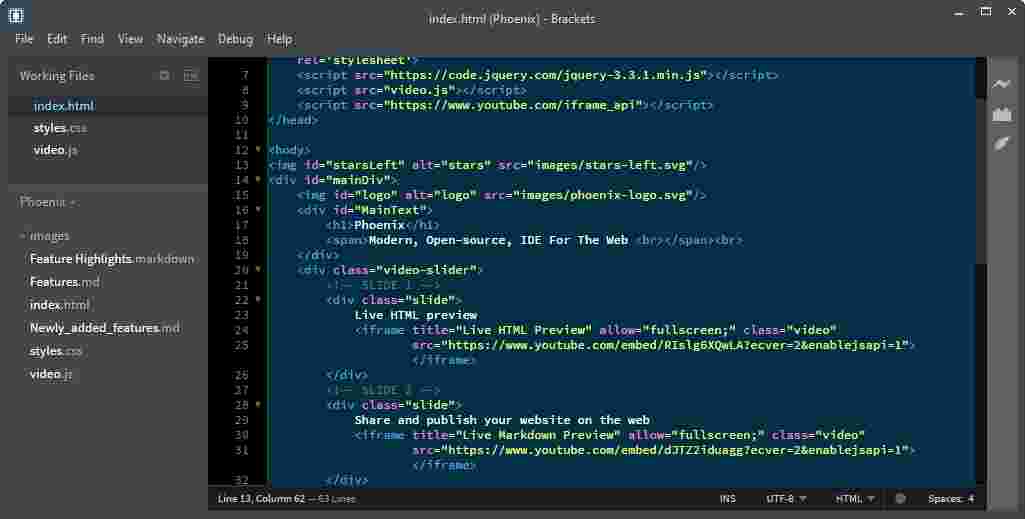 index.html (Phoenix) - Brackets
File Edit Find View Navigate Debug Help
Working Files
index.html
styles.css
video.js
Phoenix
images
Feature Highlights.markdown
Features.md
index.html
Newly_added_features.md
styles.css
video.js
rel='stylesheet'>
7 <script src="https://code.jquery.com/jquery-3.3.1.min.js"></script>
8 <script src="video.js"></script>
9 <script src="https://www.youtube.com/iframe_api"></script>
10 </head>
11
12 <body>
13 <img id="starsLeft" alt="stars" src="images/stars-left.svg"/>
14 <div id="mainDiv">
15 <img id="logo" alt="logo" src="images/phoenix-logo.svg"/>
16 <div id="MainText">
17 <h1>Phoenix</h1>
18 <span>Modern, Open-source, IDE For The Web <br></span><br>
19 </div>
20 <div class="video-slider">
21 <!-- SLIDE 1 -->
22 <div class="slide">
23 Live HTML preview
24 <iframe title="Live HTML Preview" allow="fullscreen;" class="video"
25 src="https://www.youtube.com/embed/RIslg6XQwLA?ecver=2&enablejsapi=1">
</iframe>
26 </div>
27 <!-- SLIDE 2 -->
28 <div class="slide">
29 Share and publish your website on the web
30 <iframe title="Live Markdown Preview" allow="fullscreen;" class="video"
31 src="https://www.youtube.com/embed/dJTZ2iduagg?ecver=2&enablejsapi=1">
</iframe>
32 </div>
Line 13, Column 62 — 63 Lines INS UTF-8 HTML Spaces: 4